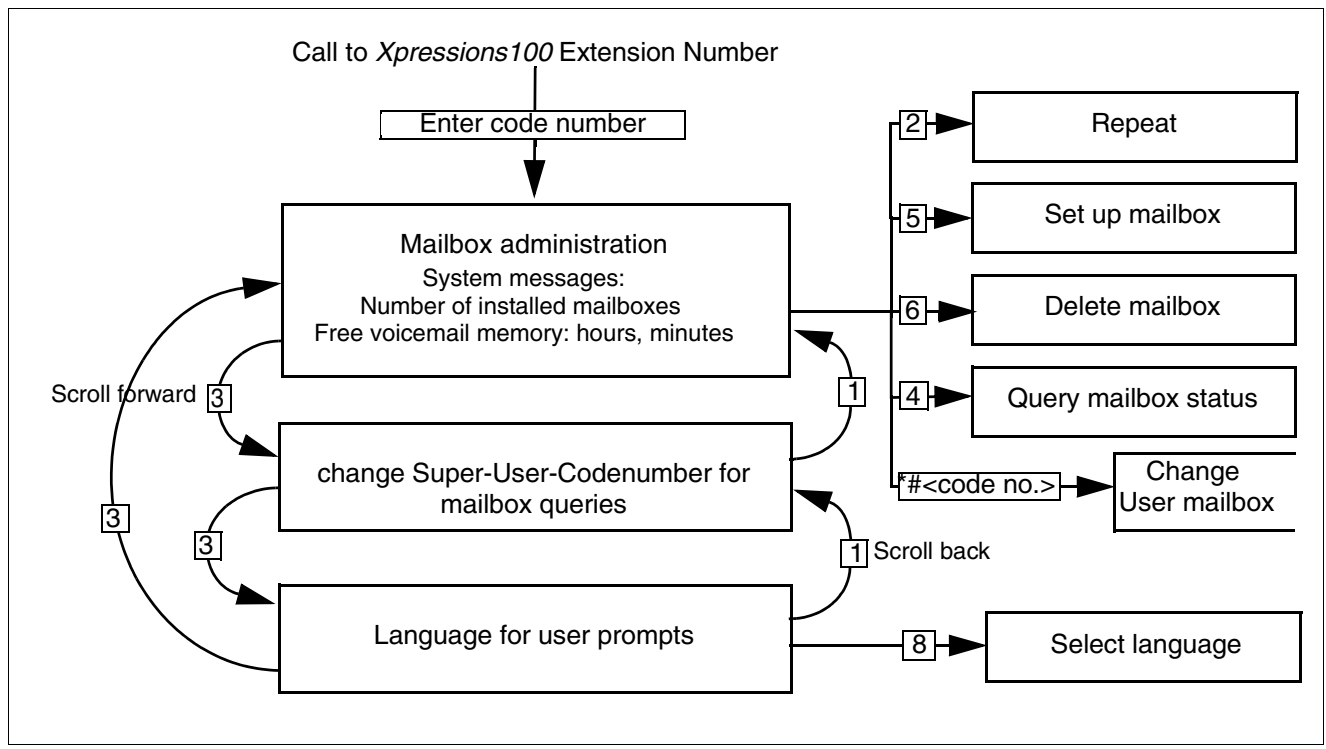 Call to Xpressions100 Extension Number
Enter code number
Mailbox administration
System messages:
Number of installed mailboxes
Free voicemail memory: hours, minutes
2
Repeat
5
Set up mailbox
6
Delete mailbox
4
Query mailbox status
*#<code no.>
Change
User mailbox
Scroll forward
3
1
change Super-User-Codenumber for
mailbox queries
3
3
1
Scroll back
Language for user prompts
8
Select language